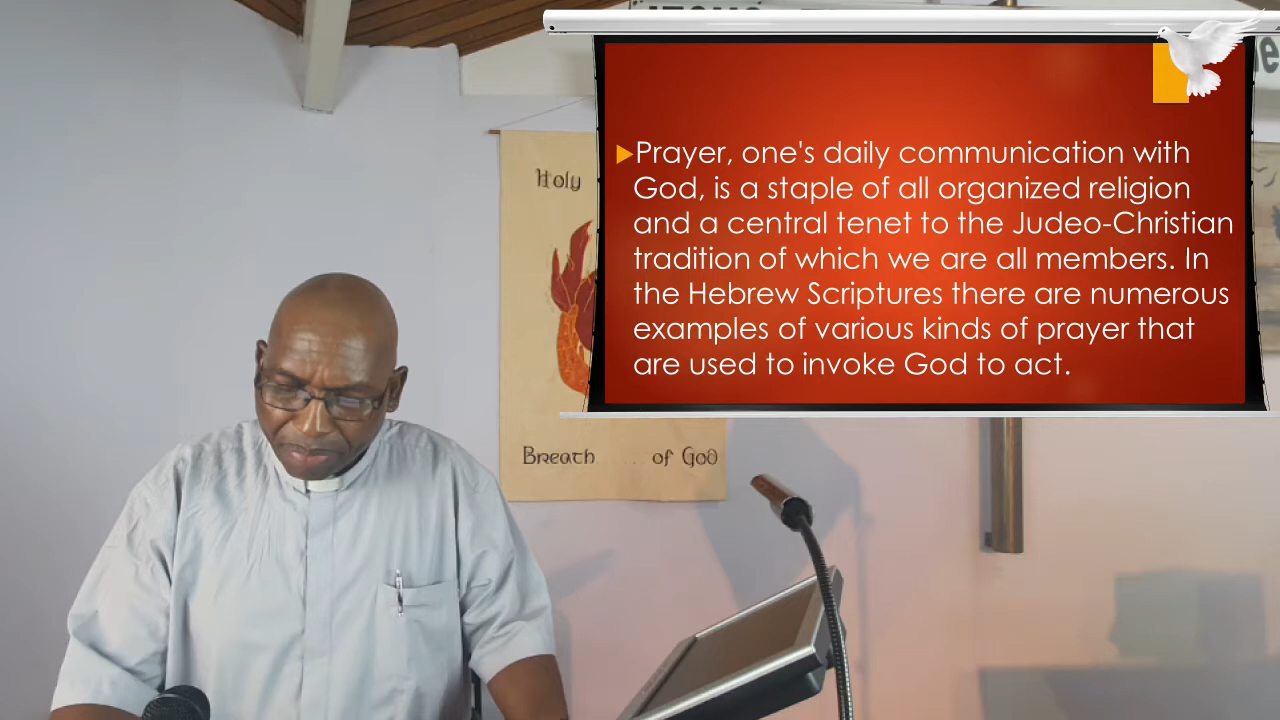 Prayer, one's daily communication with
God, is a staple of all organized religion
and a central tenet to the Judeo-Christian
tradition of which we are all members. In
the Hebrew Scriptures there are numerous
examples of various kinds of prayer that
are used to invoke God to act.
Holy
Breath of God